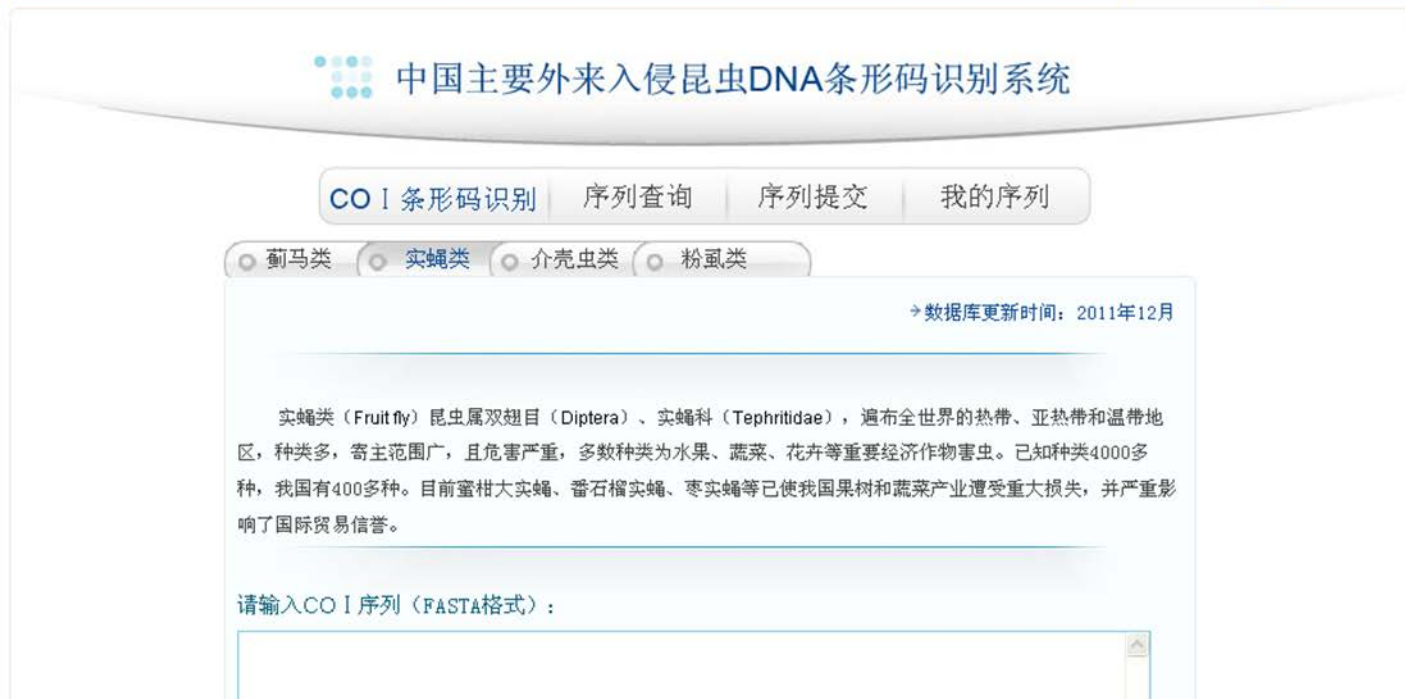 中国主要外来入侵昆虫DNA条形码识别系统
COⅠ条形码识别 序列查询 序列提交 我的序列
蓟马类 实蝇类 介壳虫类 粉虱类
→数据库更新时间：2011年12月
实蝇类（Fruit fly）昆虫属双翅目（Diptera）、实蝇科（Tephritidae），遍布全世界的热带、亚热带和温带地
区，种类多，寄主范围广，且危害严重，多数种类为水果、蔬菜、花卉等重要经济作物害虫。已知种类4000多
种，我国有400多种。目前蜜柑大实蝇、番石榴实蝇、枣实蝇等已使我国果树和蔬菜产业遭受重大损失，并严重影
响了国际贸易信誉。
请输入COⅠ序列（FASTA格式）：